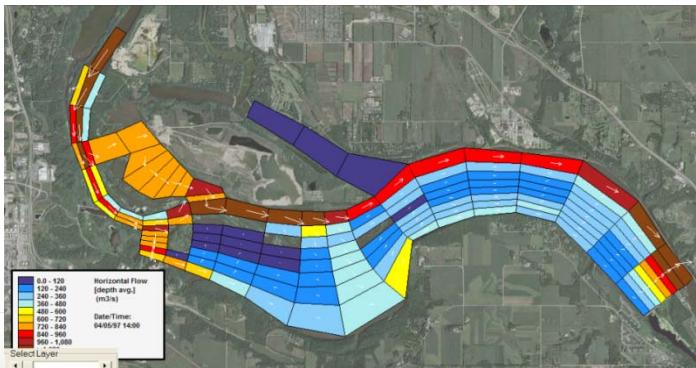 0.0 - 120
120 - 240
240 - 360
360 - 480
480 - 600
600 - 720
720 - 840
840 - 960
960 - 1,080
Horizontal Flow
[depth avg.]
(m3/s)
Date/Time:
04/05/97 14:00
Select Layer